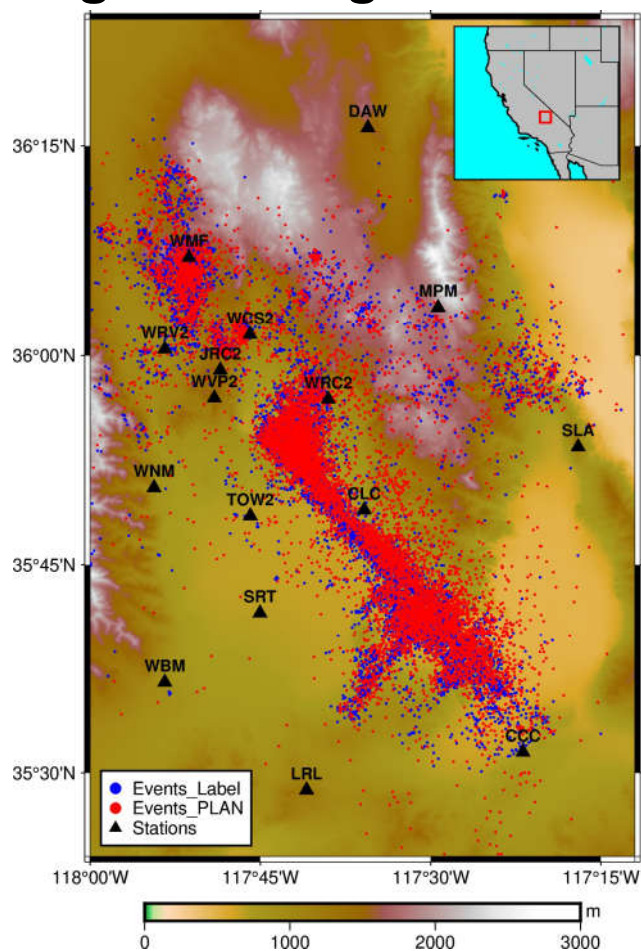 DAW
36°15'N
WMF
MPM
WCS2
WRV2
36°00'N
JRC2
WVP2
WRC2
SLA
WNM
TOW2
CLC
35°45'N
SRT
WBM
CCC
35°30'N
LRL
Events_Label
Events_PLAN
Stations
118°00'W
117°45'W
117°30'W
117°15'W
m
0
1000
2000
3000